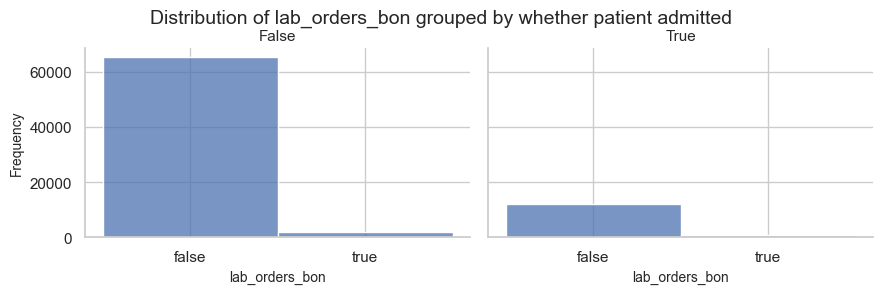 Distribution of lab_orders_bon grouped by whether patient admitted
False
True
Frequency
60000
40000
20000
0
false
true
false
true
lab_orders_bon
lab_orders_bon